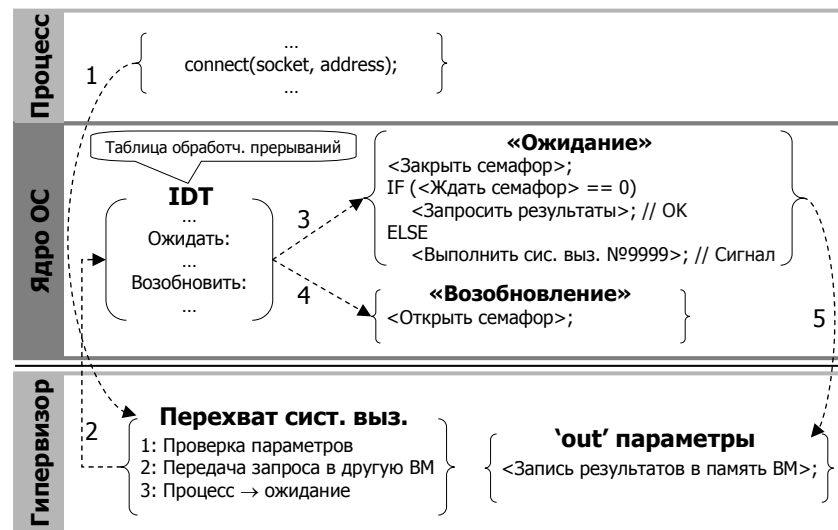 Процесс
1
…
connect(socket, address);
…
Ядро ОС
Таблица обработч. прерываний
IDT
…
Ожидать:
…
Возобновить:
…
3
4
«Ожидание»
<Закрыть семафор>;
IF (<Ждать семафор> == 0)
<Запросить результаты>; // OK
ELSE
<Выполнить сис. выз. №9999>; // Сигнал
«Возобновление»
<Открыть семафор>;
5
Гипервизор
2
Перехват сист. выз.
1: Проверка параметров
2: Передача запроса в другую ВМ
3: Процесс → ожидание
‘out’ параметры
<Запись результатов в память ВМ>;